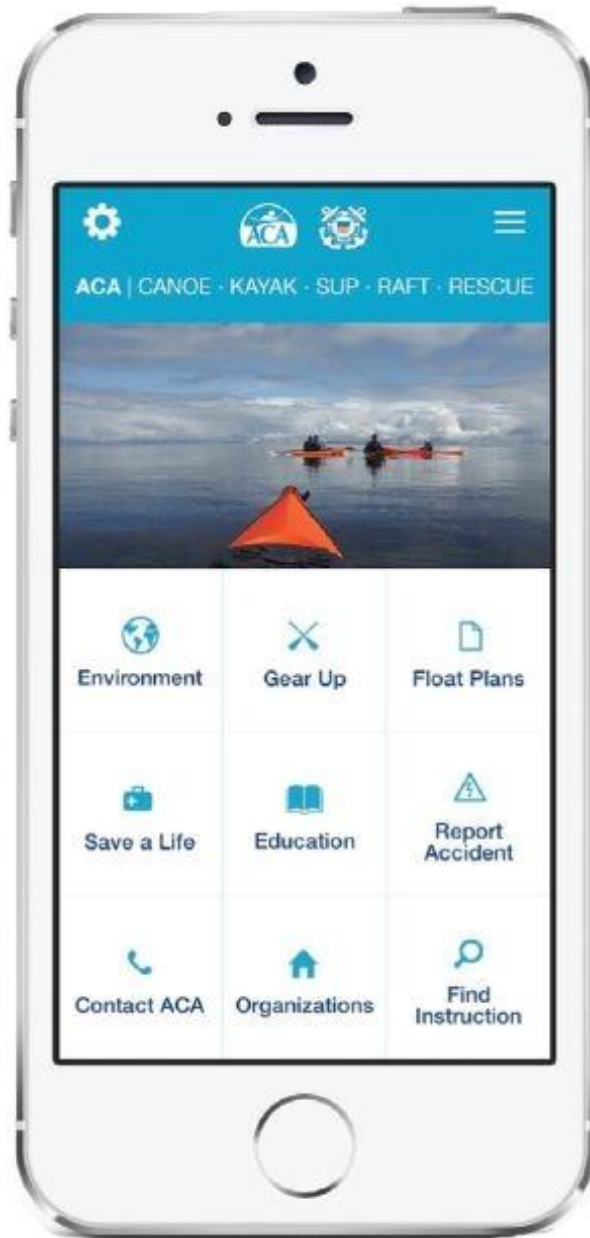 ACA
ACA | CANOE · KAYAK · SUP · RAFT · RESCUE
Environment
Gear Up
Float Plans
Save a Life
Education
Report
Accident
Contact ACA
Organizations
Find
Instruction